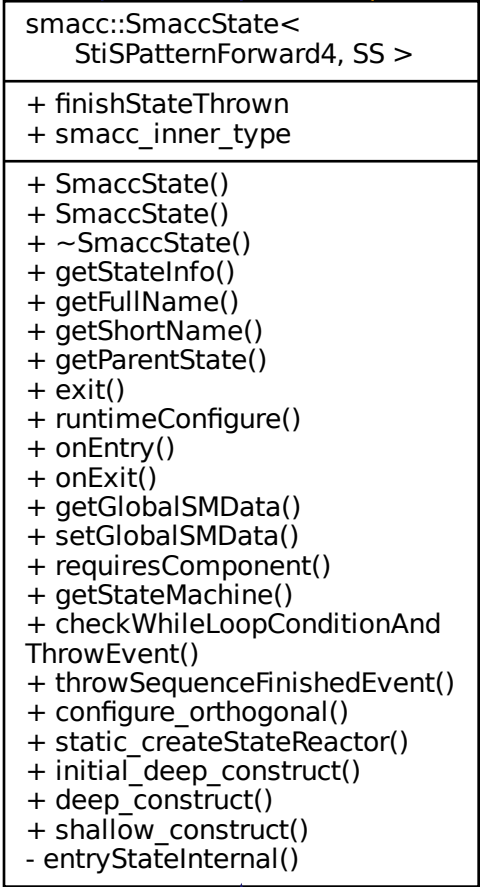 smacc::SmaccState<
StiSPatternForward4, SS >
+ finishStateThrown
+ smacc_inner_type
+ SmaccState()
+ SmaccState()
+ ~SmaccState()
+ getStateInfo()
+ getFullName()
+ getShortName()
+ getParentState()
+ exit()
+ runtimeConfigure()
+ onEntry()
+ onExit()
+ getGlobalSMData()
+ setGlobalSMData()
+ requiresComponent()
+ getStateMachine()
+ checkWhileLoopConditionAnd
ThrowEvent()
+ throwSequenceFinishedEvent()
+ configure_orthogonal()
+ static_createStateReactor()
+ initial_deep_construct()
+ deep_construct()
+ shallow_construct()
- entryStateInternal()